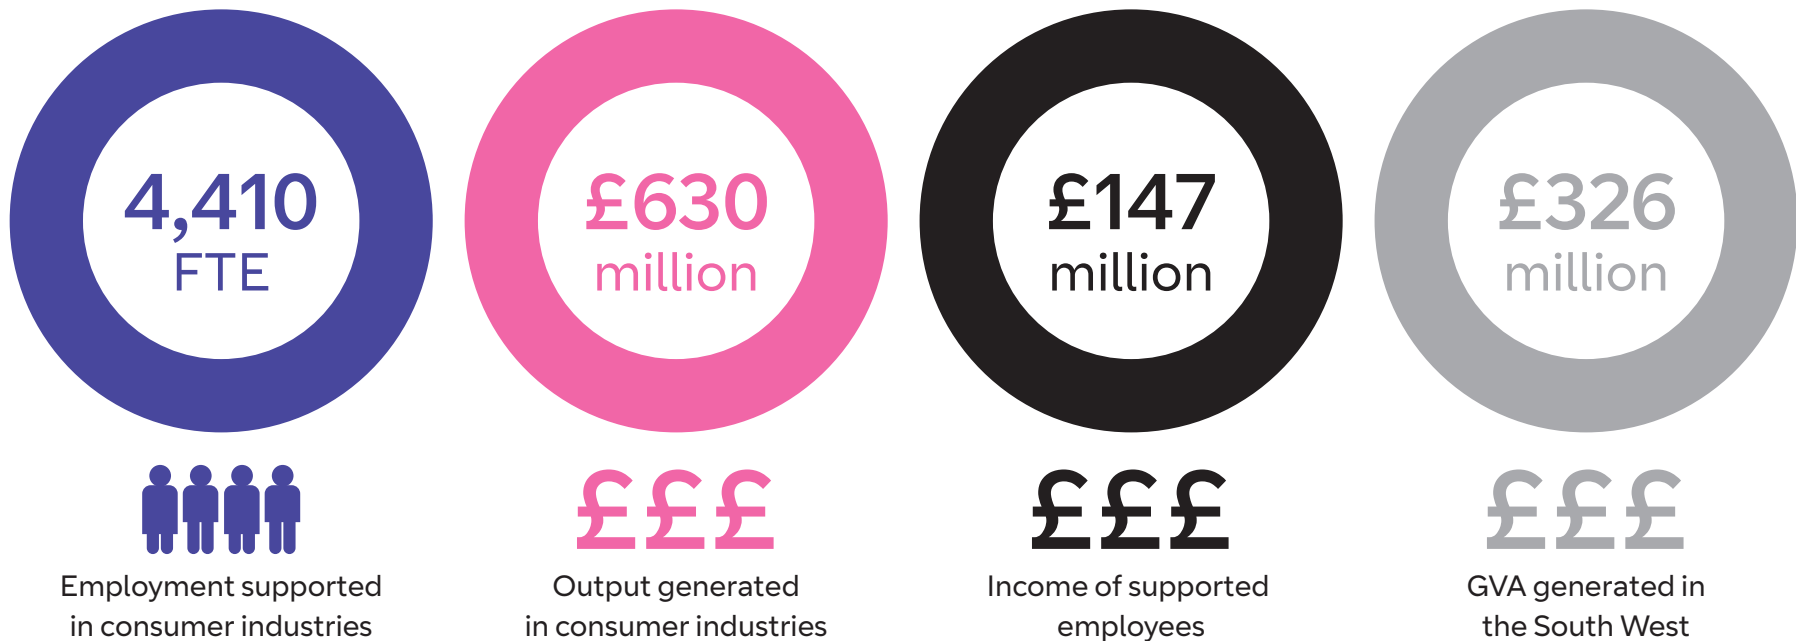 4,410
FTE
£630
million
£147
million
£326
million
£££
£££
£££
Employment supported
in consumer industries
Output generated
in consumer industries
Income of supported
employees
GVA generated in
the South West